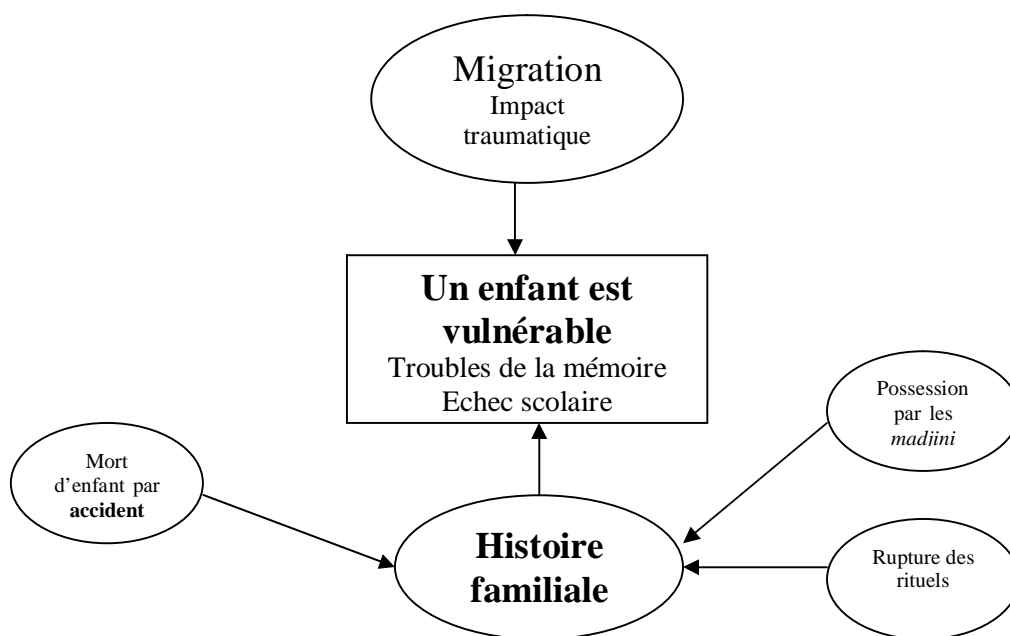 Migration
Impact
traumatique
Un enfant est
vulnérable
Troubles de la mémoire
Echec scolaire
Possession
par les
madjini
Mort
d'enfant par
accident
Histoire
familiale
Rupture des
rituels